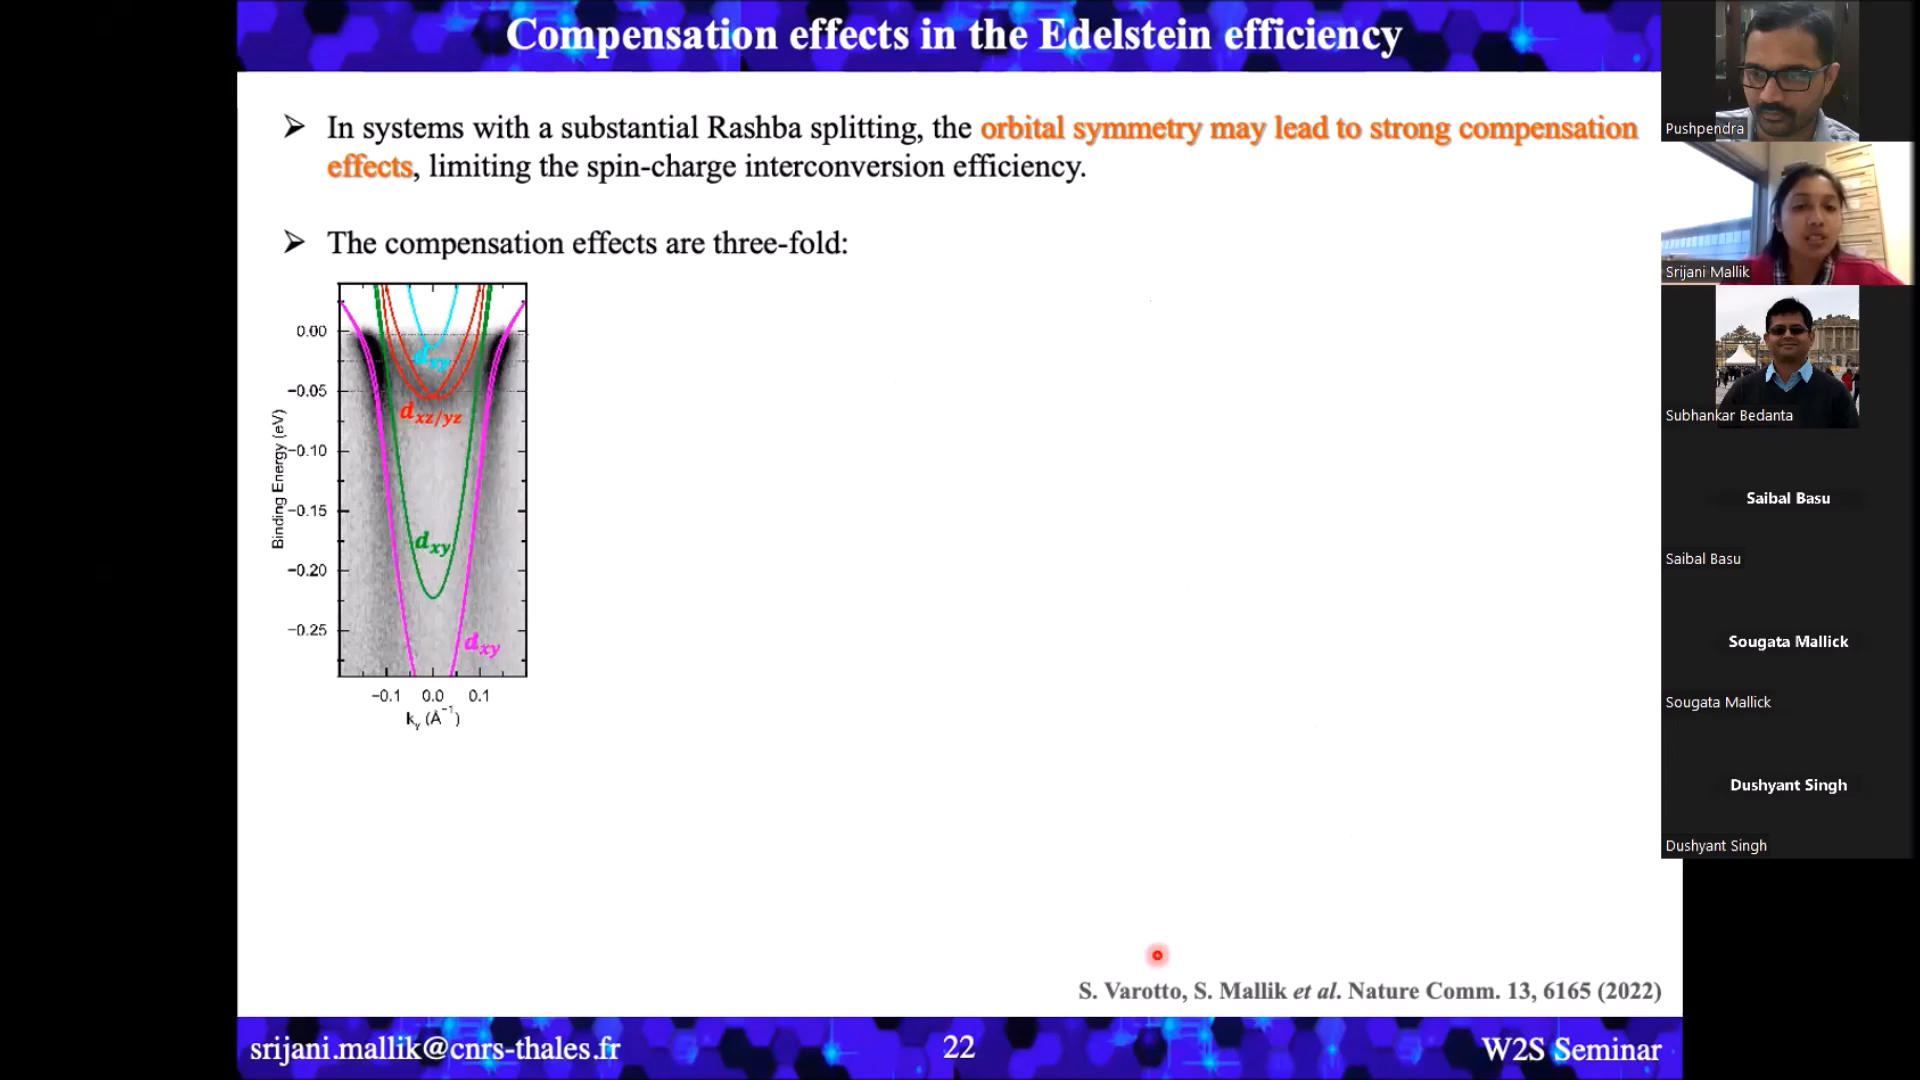 Compensation effects in the Edelstein efficiency
➢ In systems with a substantial Rashba splitting, the orbital symmetry may lead to strong compensation
effects, limiting the spin-charge interconversion efficiency.
➢ The compensation effects are three-fold:
0.00
−0.05
−0.10
−0.15
−0.20
−0.25
Binding Energy (eV)
dxy
dxz/yz
dxy
dxy
−0.1 0.0 0.1
ky (Å⁻¹)
S. Varotto, S. Mallik et al. Nature Comm. 13, 6165 (2022)
srijani.mallik@cnrs-thales.fr
22
W2S Seminar
Pushpendra
Srijani Mallik
Subhankar Bedanta
Saibal Basu
Saibal Basu
Sougata Mallick
Sougata Mallick
Dushyant Singh
Dushyant Singh